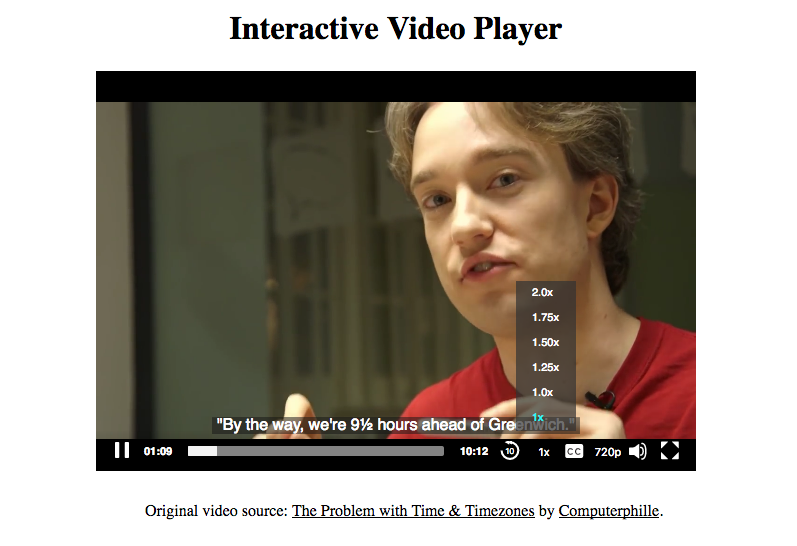 Interactive Video Player
2.0x
1.75x
1.50x
1.25x
1.0x
1x
"By the way, we're 9½ hours ahead of Greenwich."
01:09 10:12 10 1x CC 720p
Original video source: The Problem with Time & Timezones by Computerphille.